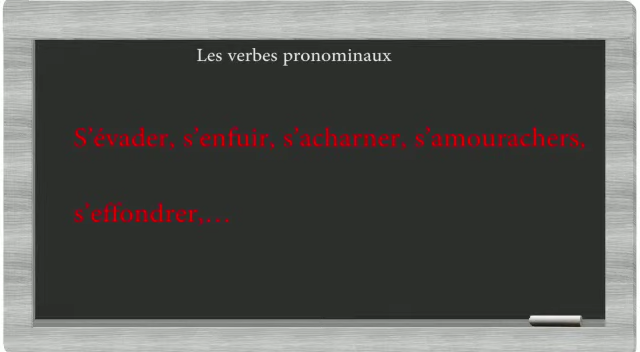 Les verbes pronominaux
S'évader, s'enfuir, s'acharner, s'amourachers,
s'effondrer,...